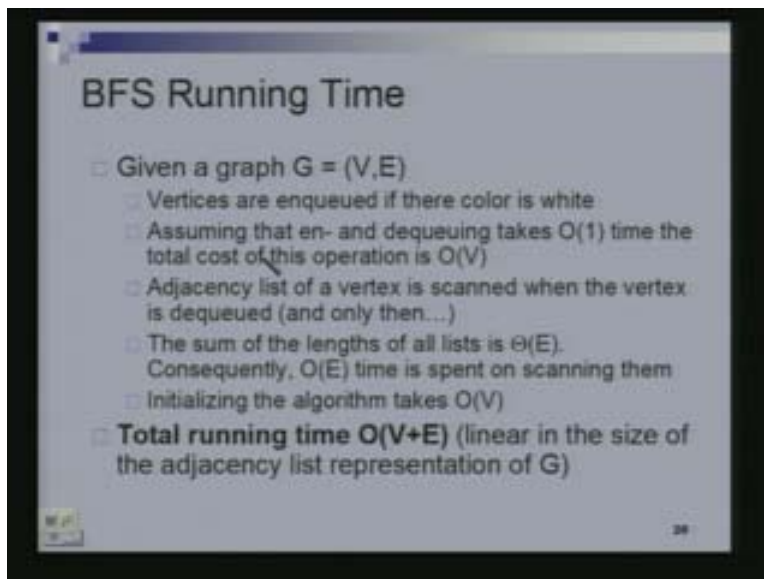 BFS Running Time
Given a graph G = (V,E)
Vertices are enqueued if there color is white
Assuming that en- and dequeuing takes O(1) time the
total cost of this operation is O(V)
Adjacency list of a vertex is scanned when the vertex
is dequeued (and only then...)
The sum of the lengths of all lists is Θ(E).
Consequently, O(E) time is spent on scanning them
Initializing the algorithm takes O(V)
Total running time O(V+E) (linear in the size of
the adjacency list representation of G)